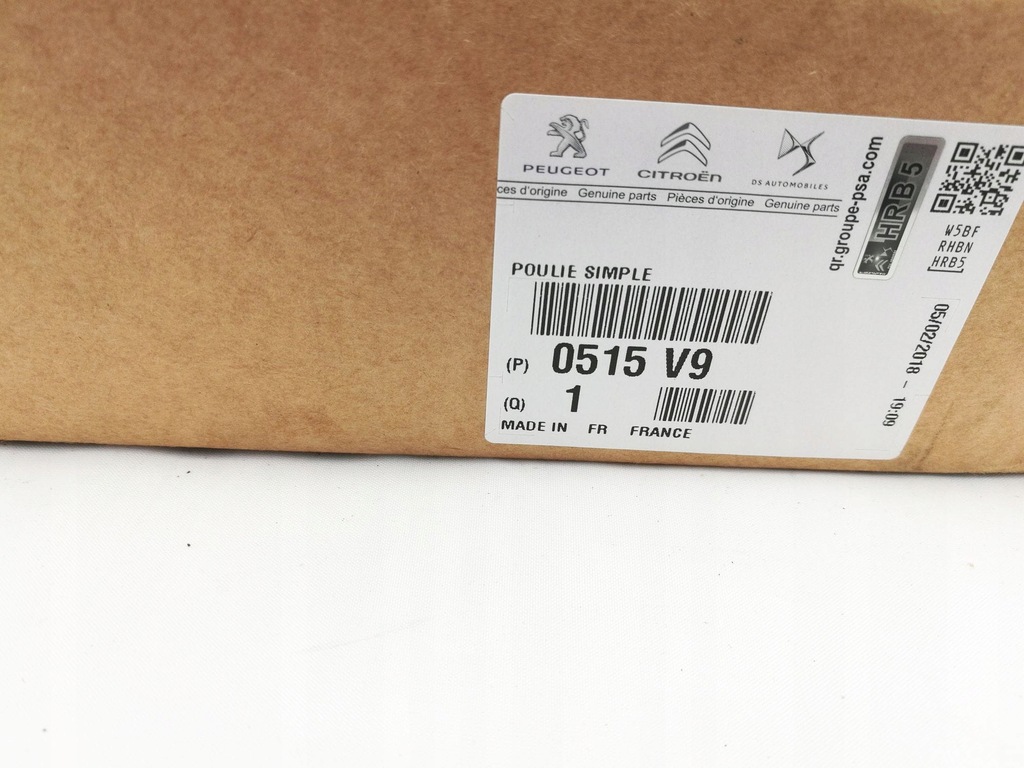 PEUGEOT CITROËN DS AUTOMOBILES
ces d'origine Genuine parts Pièces d'origine Genuine parts
qr.groupe-psa.com
HRB5
W5BF
RHBN
HRB5
POULIE SIMPLE
(P) 0515 V9
(Q) 1
MADE IN FR FRANCE
05/02/2018 - 19:09